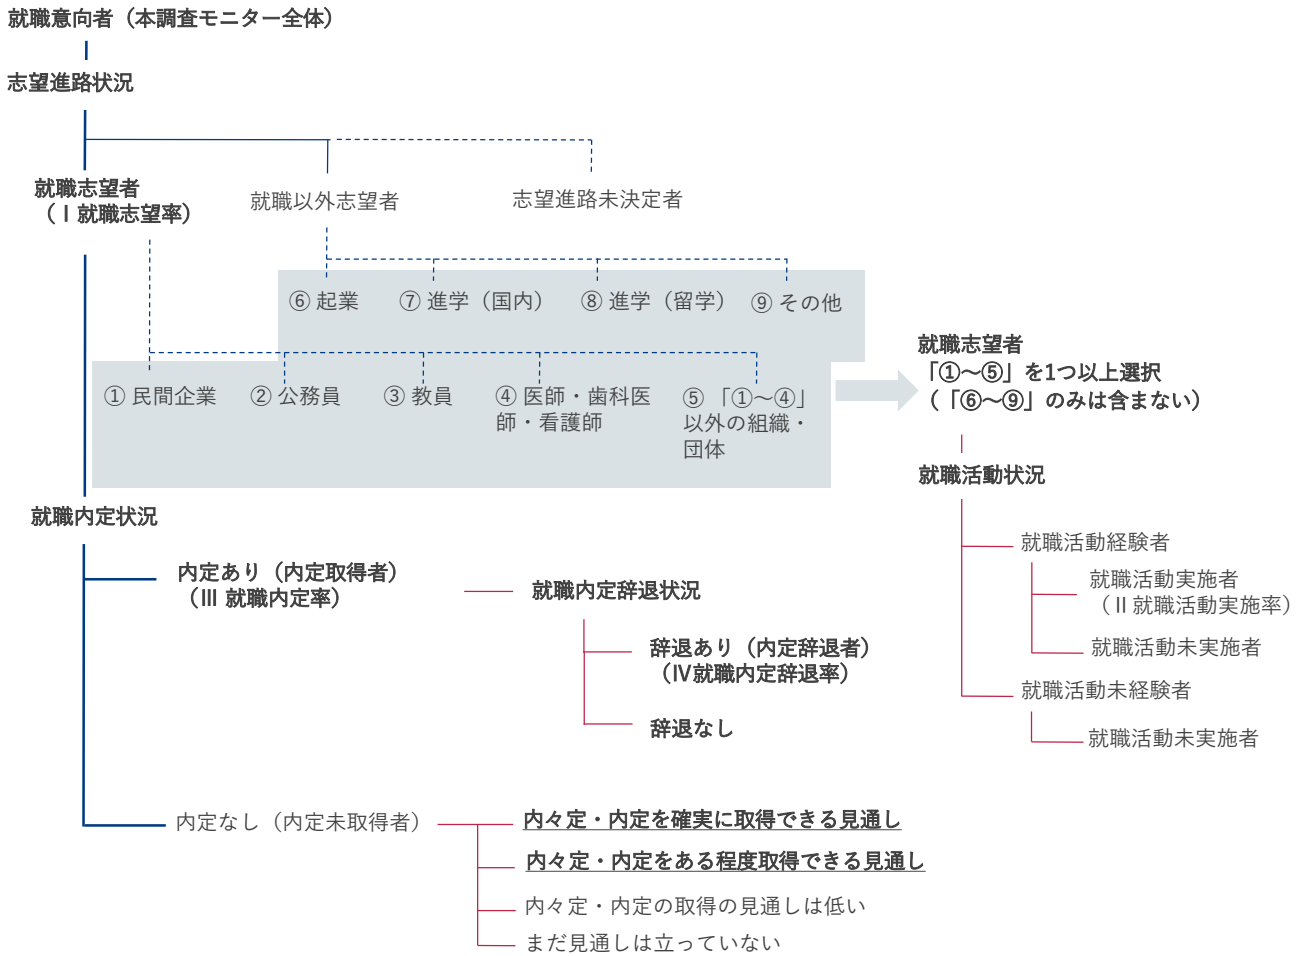 就職意向者（本調査モニター全体）
志望進路状況
就職志望者
（Ⅰ就職志望率）
就職以外志望者
志望進路未決定者
⑥ 起業
⑦ 進学（国内）
⑧ 進学（留学）
⑨ その他
① 民間企業
② 公務員
③ 教員
④ 医師・歯科医
師・看護師
⑤ 「①～④」
以外の組織・
団体
就職志望者
「①～⑤」を1つ以上選択
（「⑥～⑨」のみは含まない）
就職活動状況
就職活動経験者
就職活動実施者
（Ⅱ就職活動実施率）
就職活動未実施者
就職活動未経験者
就職活動未実施者
就職内定状況
内定あり（内定取得者）
（Ⅲ 就職内定率）
就職内定辞退状況
辞退あり（内定辞退者）
（Ⅳ就職内定辞退率）
辞退なし
内定なし（内定未取得者）
内々定・内定を確実に取得できる見通し
内々定・内定をある程度取得できる見通し
内々定・内定の取得の見通しは低い
まだ見通しは立っていない